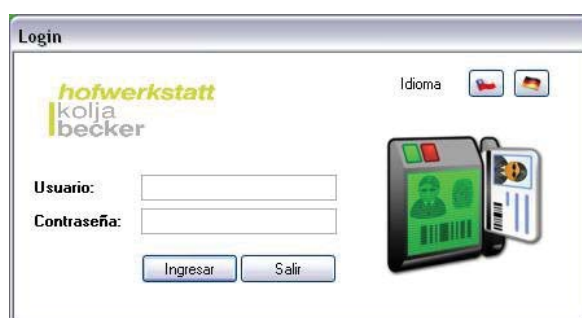 Login
hofwerkstatt
kolja
becker
Idioma
Usuario:
Contraseña:
Ingresar
Salir